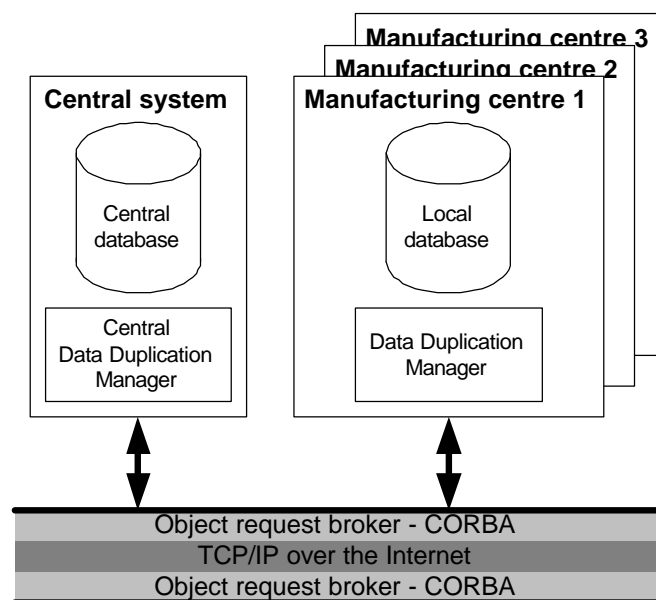 Manufacturing centre 3
Manufacturing centre 2
Central system
Manufacturing centre 1
Central
database
Local
database
Central
Data Duplication
Manager
Data Duplication
Manager
Object request broker - CORBA
TCP/IP over the Internet
Object request broker - CORBA